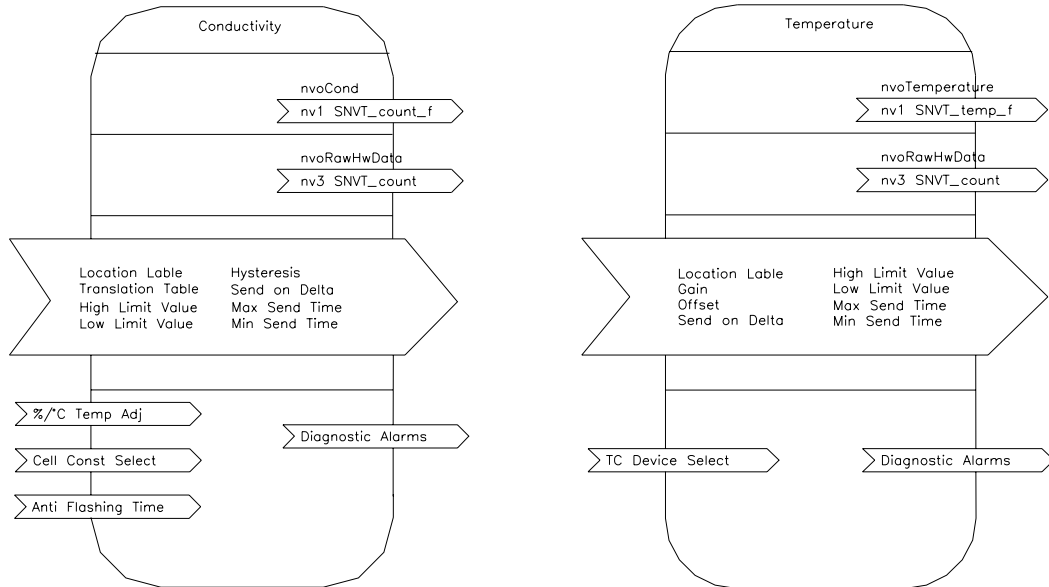 Conductivity
nvoCond
nv1 SNVT_count_f
nvoRawHwData
nv3 SNVT_count
Location Lable Hysteresis
Translation Table Send on Delta
High Limit Value Max Send Time
Low Limit Value Min Send Time
%/°C Temp Adj
Diagnostic Alarms
Cell Const Select
Anti Flashing Time
Temperature
nvoTemperature
nv1 SNVT_temp_f
nvoRawHwData
nv3 SNVT_count
Location Lable High Limit Value
Gain Low Limit Value
Offset Max Send Time
Send on Delta Min Send Time
TC Device Select
Diagnostic Alarms